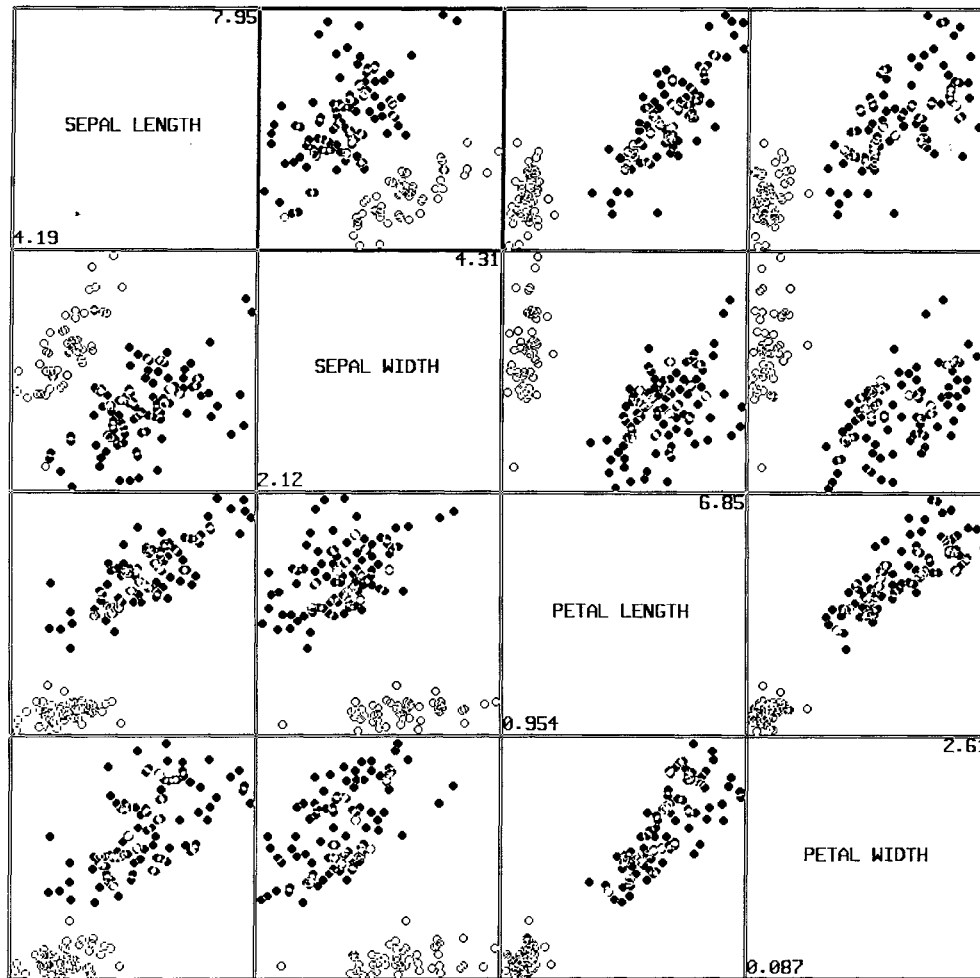 7.95
SEPAL LENGTH
4.19
4.31
SEPAL WIDTH
2.12
6.85
PETAL LENGTH
0.954
PETAL WIDTH
0.087